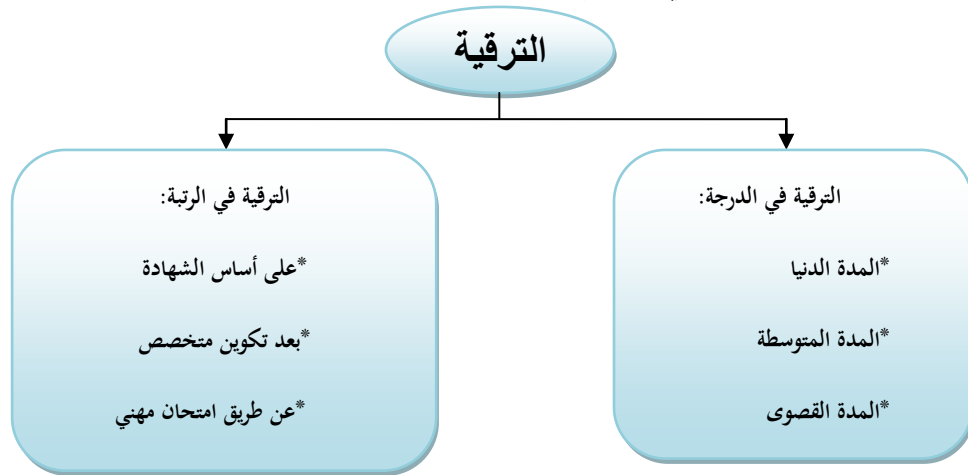 الترقية
الترقية في الدرجة:
*المدة الدنيا
*المدة المتوسطة
*المدة القصوى
الترقية في الرتبة:
*على أساس الشهادة
*بعد تكوين متخصص
*عن طريق امتحان مهني